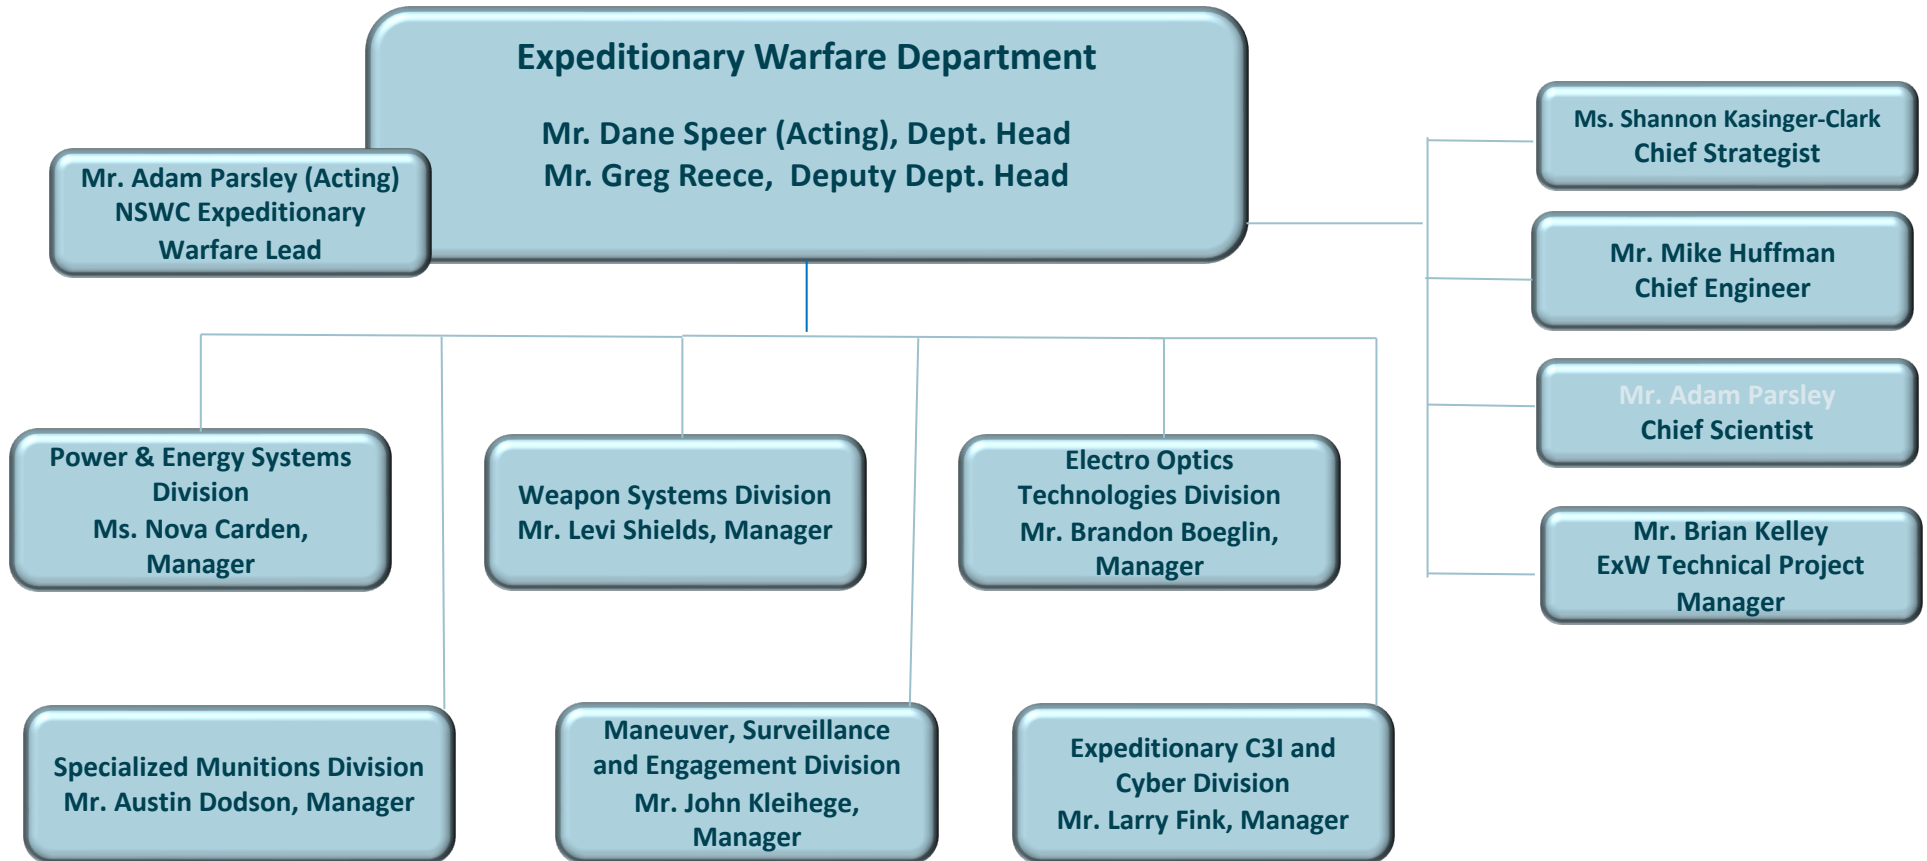 Expeditionary Warfare Department
Mr. Dane Speer (Acting), Dept. Head
Mr. Greg Reece, Deputy Dept. Head
Mr. Adam Parsley (Acting)
NSWC Expeditionary
Warfare Lead
Ms. Shannon Kasinger-Clark
Chief Strategist
Mr. Mike Huffman
Chief Engineer
Mr. Adam Parsley
Chief Scientist
Mr. Brian Kelley
ExW Technical Project
Manager
Power & Energy Systems
Division
Ms. Nova Carden,
Manager
Weapon Systems Division
Mr. Levi Shields, Manager
Electro Optics
Technologies Division
Mr. Brandon Boeglin,
Manager
Specialized Munitions Division
Mr. Austin Dodson, Manager
Maneuver, Surveillance
and Engagement Division
Mr. John Kleihege,
Manager
Expeditionary C3I and
Cyber Division
Mr. Larry Fink, Manager